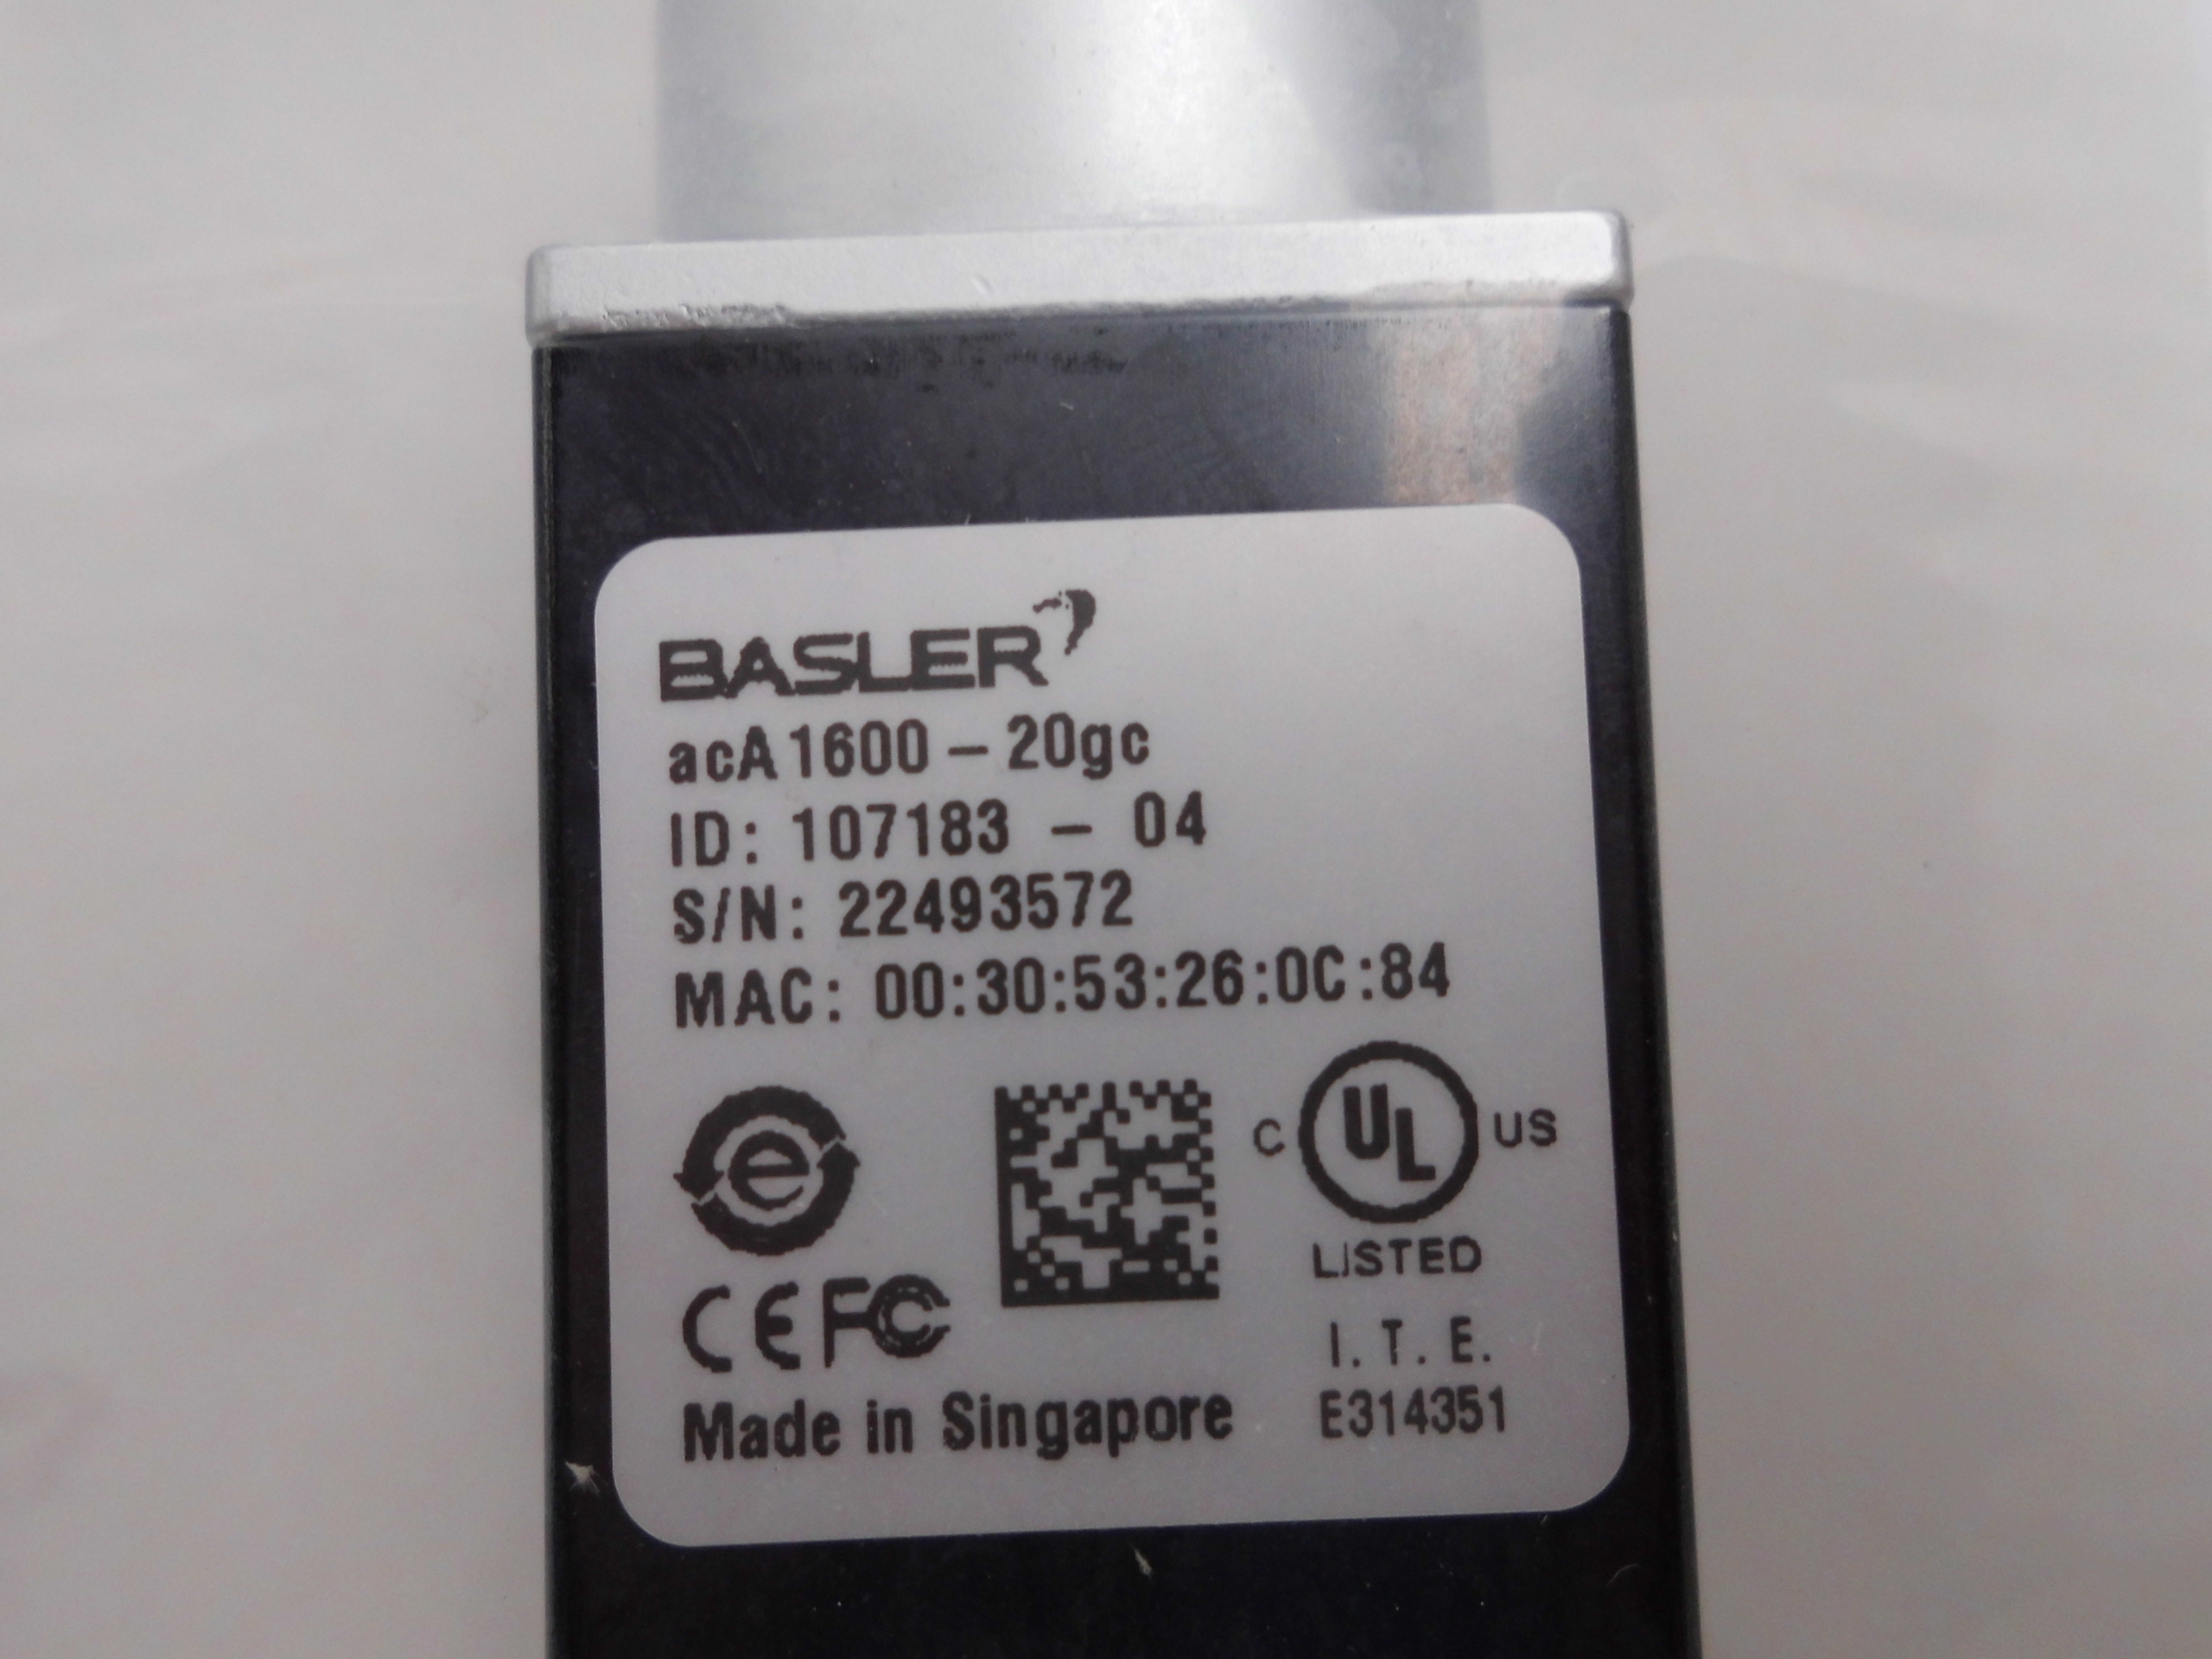 BASLER
acA1600-20gc
ID: 107183 - 04
S/N: 22493572
MAC: 00:30:53:26:0C:84
e
C UL US
LISTED
CE FC
I. T. E.
Made in Singapore
E314351